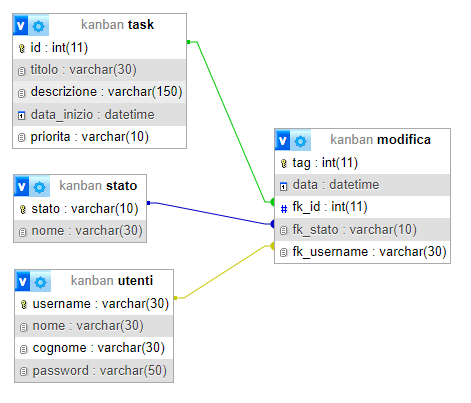 kanban task
id : int(11)
titolo : varchar(30)
descrizione : varchar(150)
data_inizio : datetime
priorita : varchar(10)
kanban stato
stato : varchar(10)
nome : varchar(30)
kanban utenti
username : varchar(30)
nome : varchar(30)
cognome : varchar(30)
password : varchar(50)
kanban modifica
tag : int(11)
data : datetime
# fk_id : int(11)
fk_stato : varchar(10)
fk_username : varchar(30)